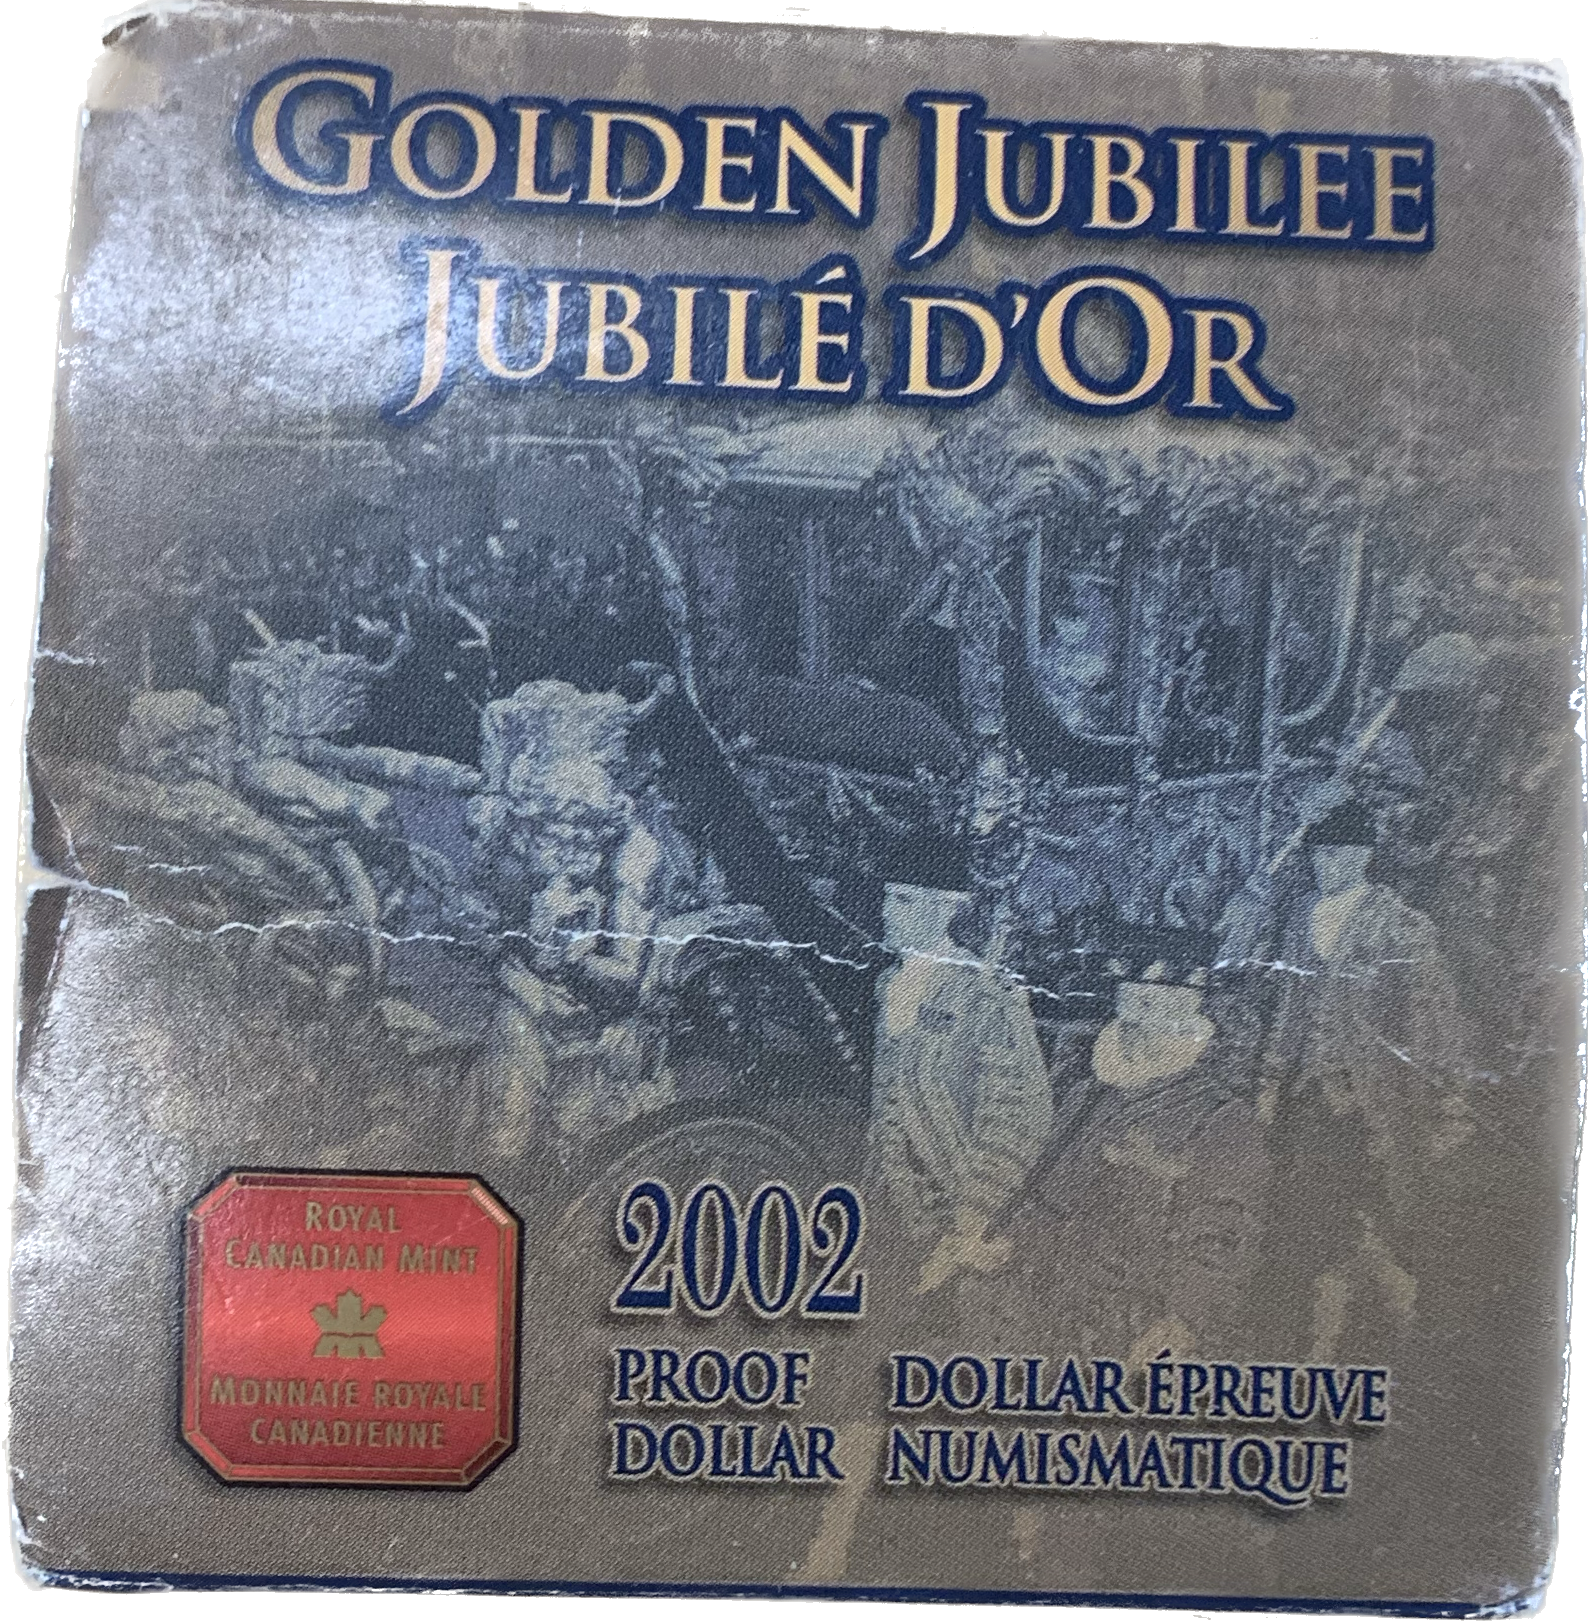 GOLDEN JUBILEE
JUBILÉ D'OR
ROYAL
CANADIAN MINT
MONNAIE ROYALE
CANADIENNE
2002
PROOF
DOLLAR
DOLLAR ÉPREUVE
NUMISMATIQUE